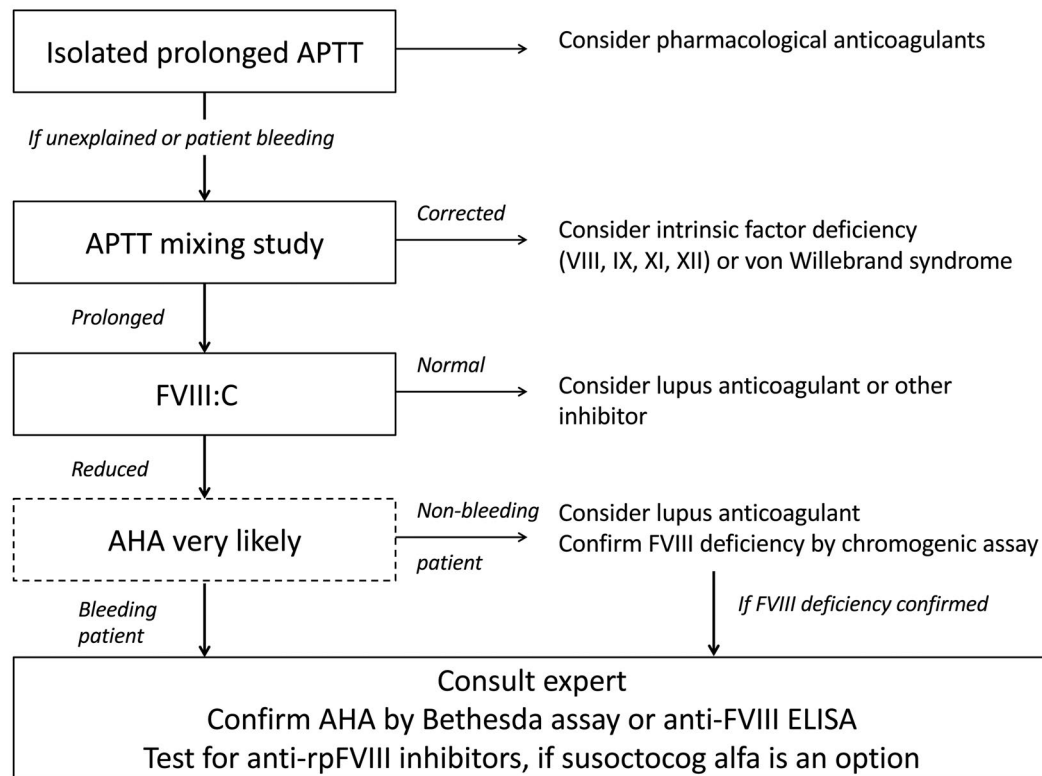 Isolated prolonged APTT
Consider pharmacological anticoagulants
If unexplained or patient bleeding
APTT mixing study
Corrected
Consider intrinsic factor deficiency
(VIII, IX, XI, XII) or von Willebrand syndrome
Prolonged
FVIII:C
Normal
Consider lupus anticoagulant or other
inhibitor
Reduced
AHA very likely
Non-bleeding
patient
Consider lupus anticoagulant
Confirm FVIII deficiency by chromogenic assay
Bleeding
patient
If FVIII deficiency confirmed
Consult expert
Confirm AHA by Bethesda assay or anti-FVIII ELISA
Test for anti-rpFVIII inhibitors, if susoctocog alfa is an option